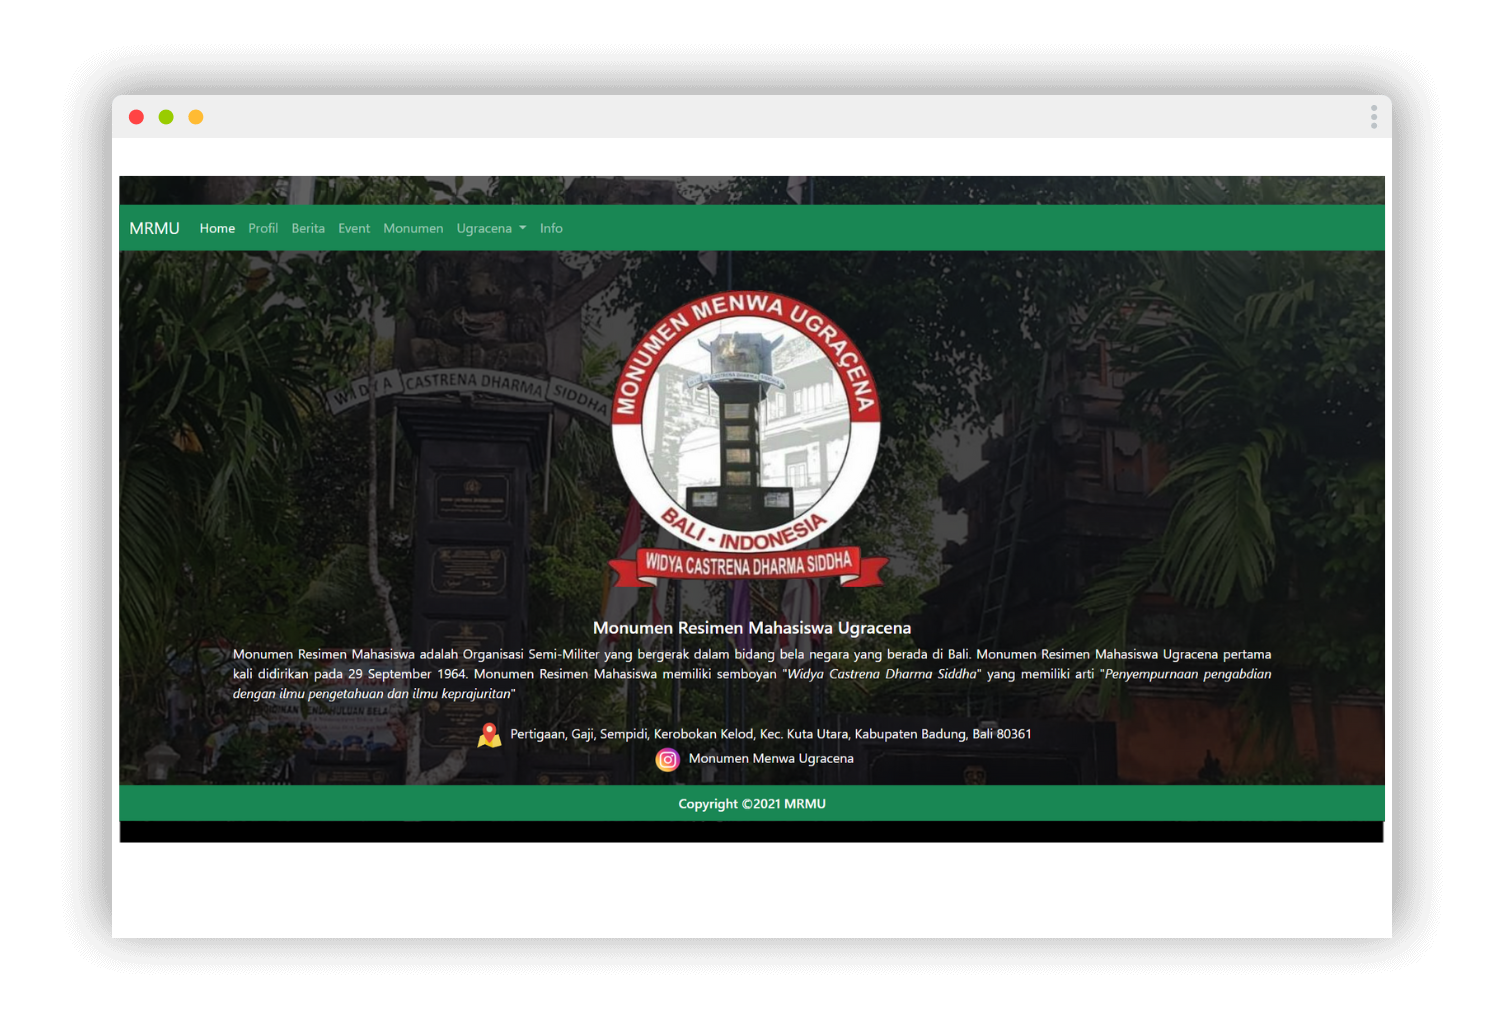 MRMU Home Profil Berita Event Monumen Ugracena Info
MONUMEN MENWA UGRAÇENA
WIDYA CASTRENA DHARMA SIDDHA
BALI - INDONESIA
WIDYA CASTRENA DHARMA SIDDHA
Monumen Resimen Mahasiswa Ugracena
Monumen Resimen Mahasiswa adalah Organisasi Semi-Militer yang bergerak dalam bidang bela negara yang berada di Bali. Monumen Resimen Mahasiswa Ugracena pertama
kali didirikan pada 29 September 1964. Monumen Resimen Mahasiswa memiliki semboyan "Widya Castrena Dharma Siddha" yang memiliki arti "Penyempurnaan pengabdian
dengan ilmu pengetahuan dan ilmu keprajuritan"
Pertigaan, Gaji, Sempidi, Kerobokan Kelod, Kec. Kuta Utara, Kabupaten Badung, Bali 80361
Monumen Menwa Ugracena
Copyright ©2021 MRMU